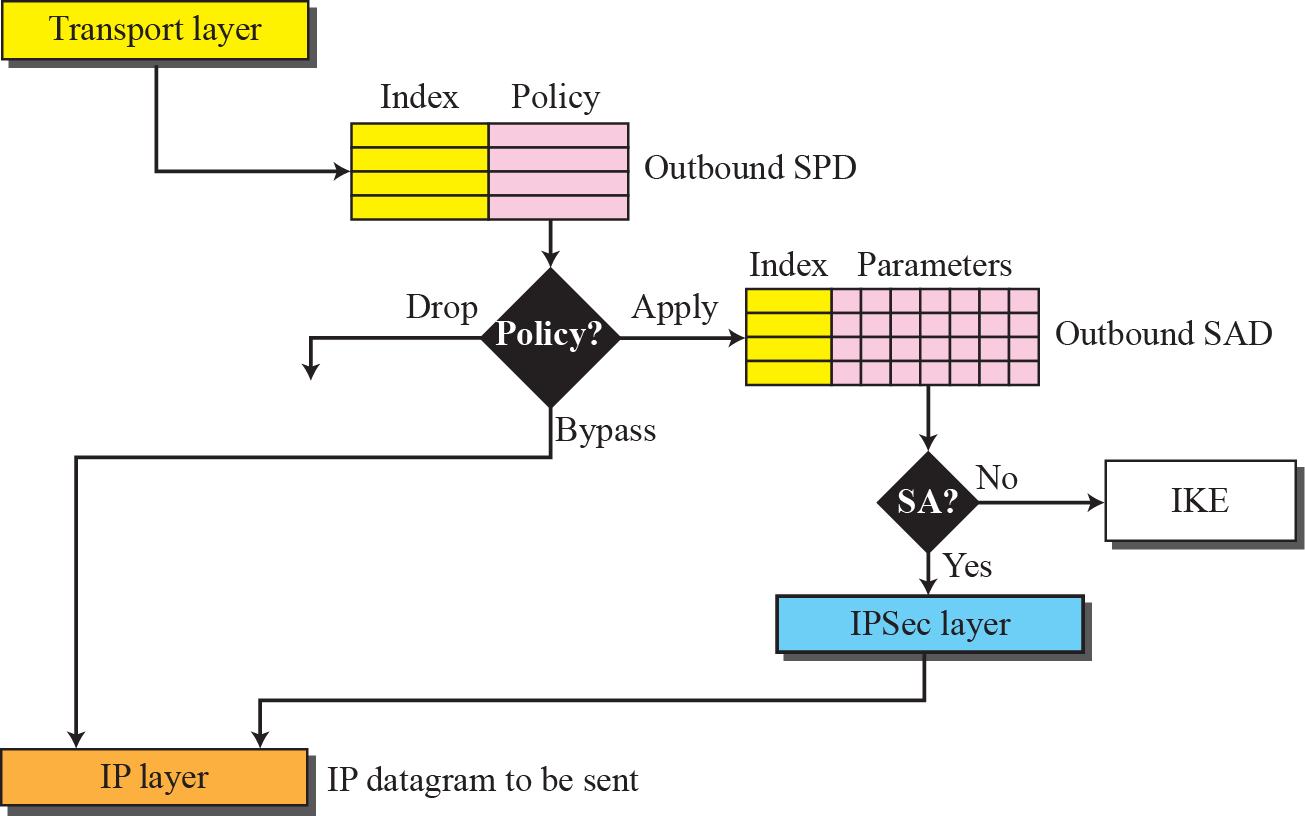 Transport layer
Index
Policy
Outbound SPD
Index
Parameters
Drop
Policy?
Apply
Outbound SAD
Bypass
SA?
No
IKE
Yes
IPSec layer
IP layer
IP datagram to be sent